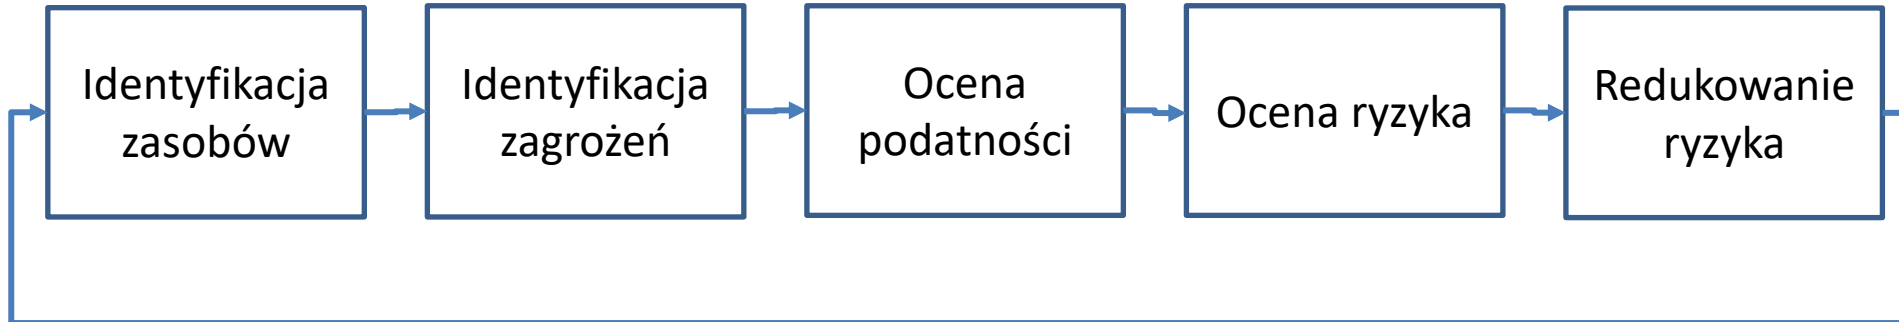 Identyfikacja
zasobów
Identyfikacja
zagrożeń
Ocena
podatności
Ocena ryzyka
Redukowanie
ryzyka